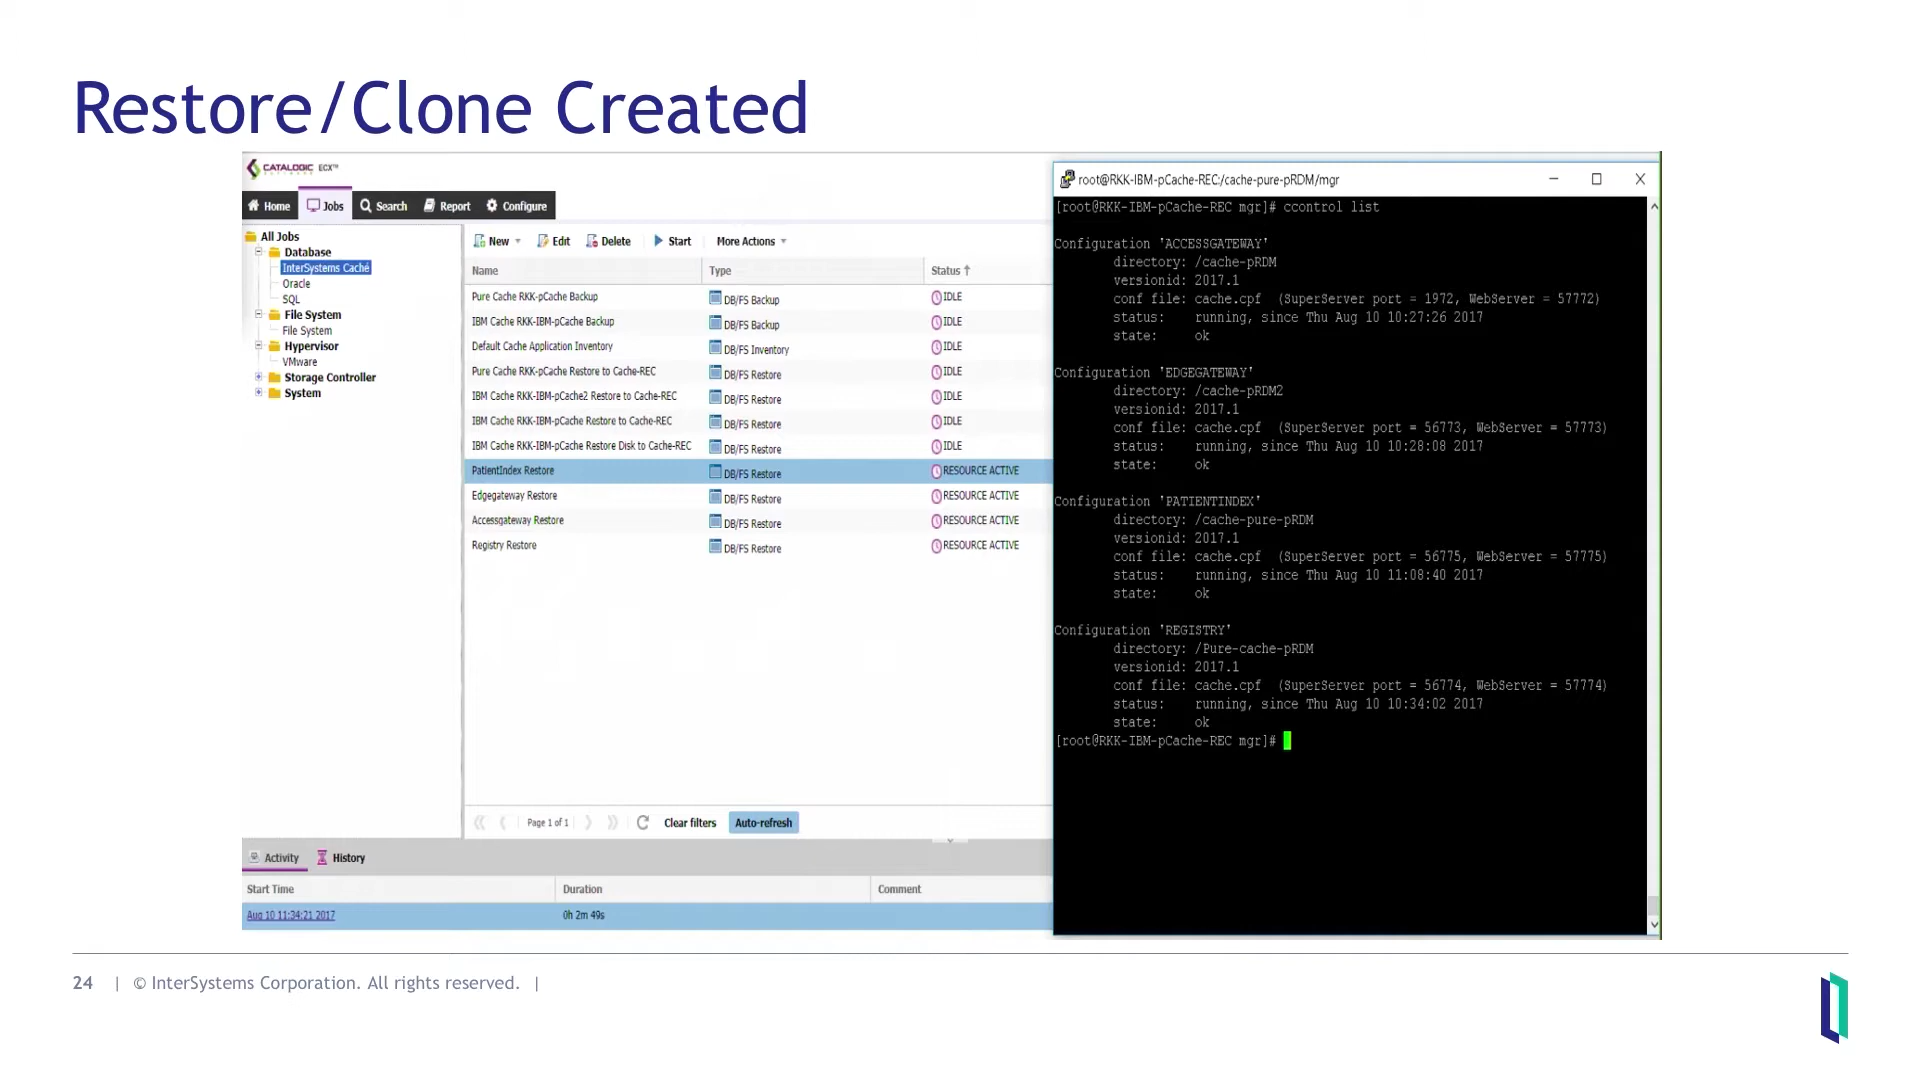 Restore/Clone Created
CATALOGIC ECX™
SOFTWARE
Home Jobs Search Report Configure
All Jobs
Database
InterSystems Caché
Oracle
SQL
File System
File System
Hypervisor
VMware
Storage Controller
System
New Edit Delete Start More Actions
Name Type Status
Pure Cache RKK-pCache Backup DB/FS Backup IDLE
IBM Cache RKK-IBM-pCache Backup DB/FS Backup IDLE
Default Cache Application Inventory DB/FS Inventory IDLE
Pure Cache RKK-pCache Restore to Cache-REC DB/FS Restore IDLE
IBM Cache RKK-IBM-pCache2 Restore to Cache-REC DB/FS Restore IDLE
IBM Cache RKK-IBM-pCache Restore to Cache-REC DB/FS Restore IDLE
IBM Cache RKK-IBM-pCache Restore Disk to Cache-REC DB/FS Restore IDLE
PatientIndex Restore DB/FS Restore RESOURCE ACTIVE
Edgegateway Restore DB/FS Restore RESOURCE ACTIVE
Accessgateway Restore DB/FS Restore RESOURCE ACTIVE
Registry Restore DB/FS Restore RESOURCE ACTIVE
Page 1 of 1 Clear filters Auto-refresh
Activity History
Start Time Duration Comment
Aug 10 11:34:21 2017 0h 2m 49s
root@RKK-IBM-pCache-REC:/cache-pure-pRDM/mgr
[root@RKK-IBM-pCache-REC mgr]# ccontrol list
Configuration 'ACCESSGATEWAY'
directory: /cache-pRDM
versionid: 2017.1
conf file: cache.cpf (SuperServer port = 1972, WebServer = 57772)
status: running, since Thu Aug 10 10:27:26 2017
state: ok
Configuration 'EDGEGATEWAY'
directory: /cache-pRDM2
versionid: 2017.1
conf file: cache.cpf (SuperServer port = 56773, WebServer = 57773)
status: running, since Thu Aug 10 10:28:08 2017
state: ok
Configuration 'PATIENTINDEX'
directory: /cache-pure-pRDM
versionid: 2017.1
conf file: cache.cpf (SuperServer port = 56775, WebServer = 57775)
status: running, since Thu Aug 10 11:08:40 2017
state: ok
Configuration 'REGISTRY'
directory: /Pure-cache-pRDM
versionid: 2017.1
conf file: cache.cpf (SuperServer port = 56774, WebServer = 57774)
status: running, since Thu Aug 10 10:34:02 2017
state: ok
[root@RKK-IBM-pCache-REC mgr]#
24 | © InterSystems Corporation. All rights reserved. |